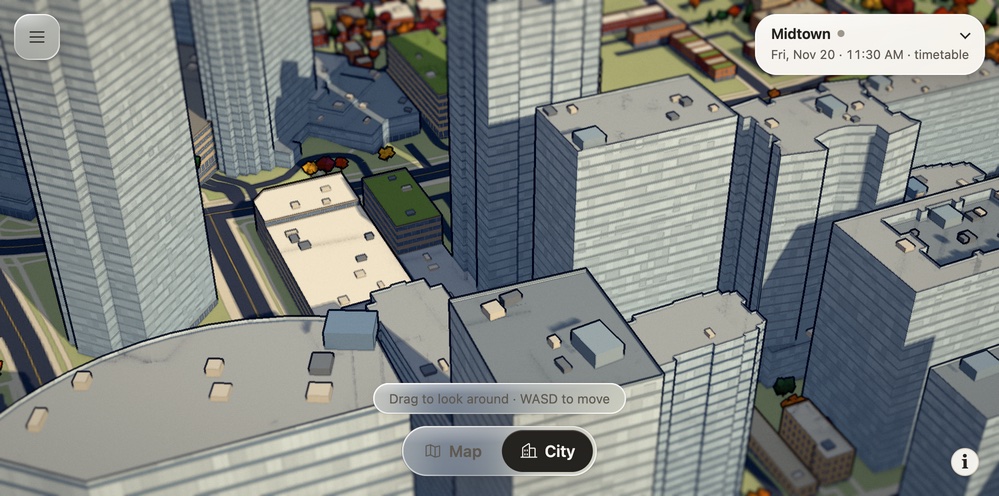 Midtown
Fri, Nov 20 · 11:30 AM · timetable
Drag to look around · WASD to move
Map
City
i